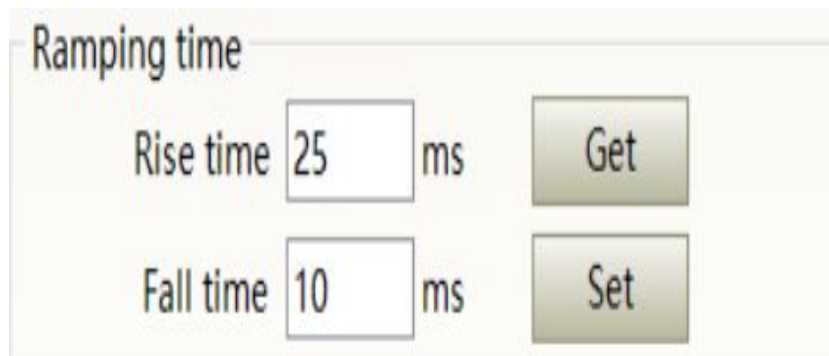 Ramping time
Rise time 25 ms Get
Fall time 10 ms Set